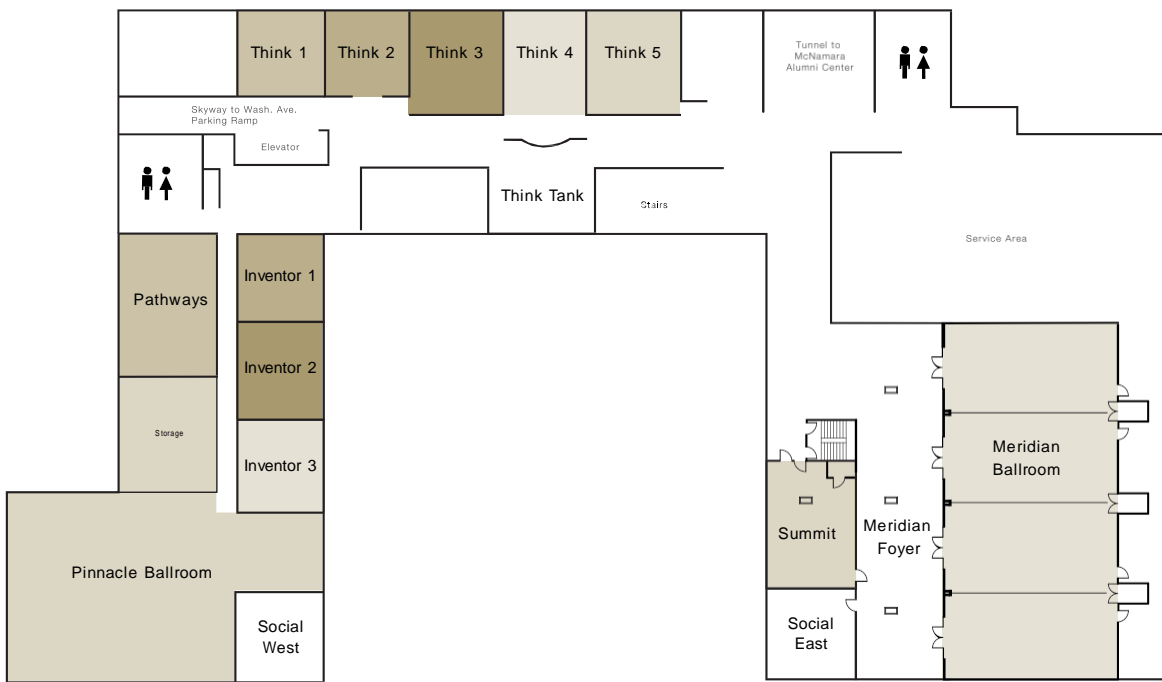 Think 1
Think 2
Think 3
Think 4
Think 5
Tunnel to
McNamara
Alumni Center
Skyway to Wash. Ave.
Parking Ramp
Elevator
Think Tank
Stairs
Service Area
Inventor 1
Pathways
Inventor 2
Storage
Inventor 3
Meridian
Ballroom
Summit
Meridian
Foyer
Pinnacle Ballroom
Social
West
Social
East